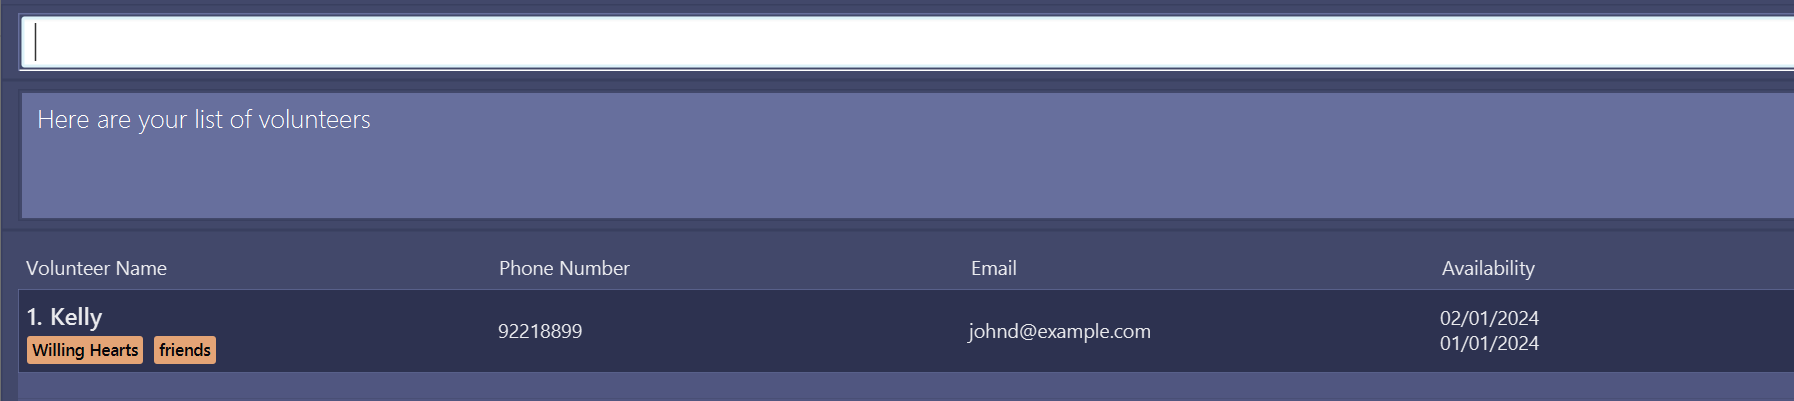 Here are your list of volunteers
Volunteer Name Phone Number Email Availability
1. Kelly
Willing Hearts friends
92218899
johnd@example.com
02/01/2024
01/01/2024